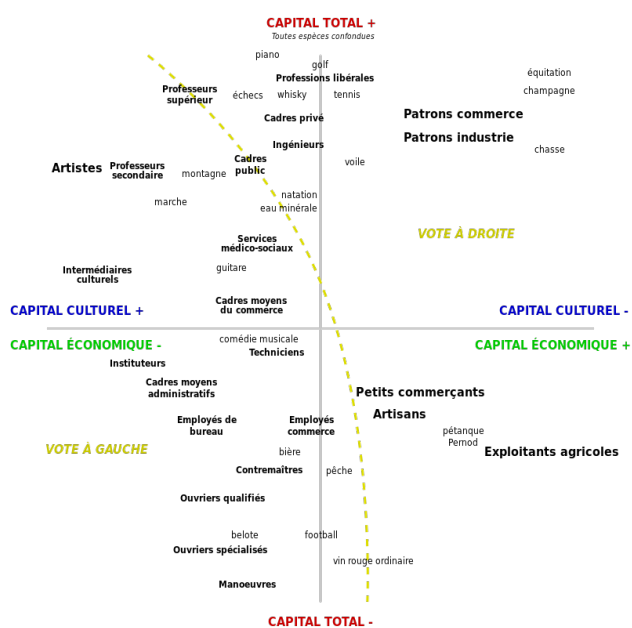 CAPITAL TOTAL +
Toutes espèces confondues
piano
golf
Professions libérales
équitation
champagne
Professeurs
supérieur
échecs
whisky
tennis
Cadres privé
Patrons commerce
Patrons industrie
Ingénieurs
chasse
Artistes
Professeurs
secondaire
montagne
Cadres
public
voile
marche
natation
eau minérale
Services
médico-sociaux
VOTE À DROITE
Intermédiaires
culturels
guitare
Cadres moyens
du commerce
CAPITAL CULTUREL +
CAPITAL CULTUREL -
CAPITAL ÉCONOMIQUE -
CAPITAL ÉCONOMIQUE +
comédie musicale
Techniciens
Instituteurs
Cadres moyens
administratifs
Petits commerçants
Artisans
Employés de
bureau
Employés
commerce
pétanque
Pernod
VOTE À GAUCHE
bière
Exploitants agricoles
Contremaîtres
pêche
Ouvriers qualifiés
belote
football
Ouvriers spécialisés
vin rouge ordinaire
Manoeuvres
CAPITAL TOTAL -